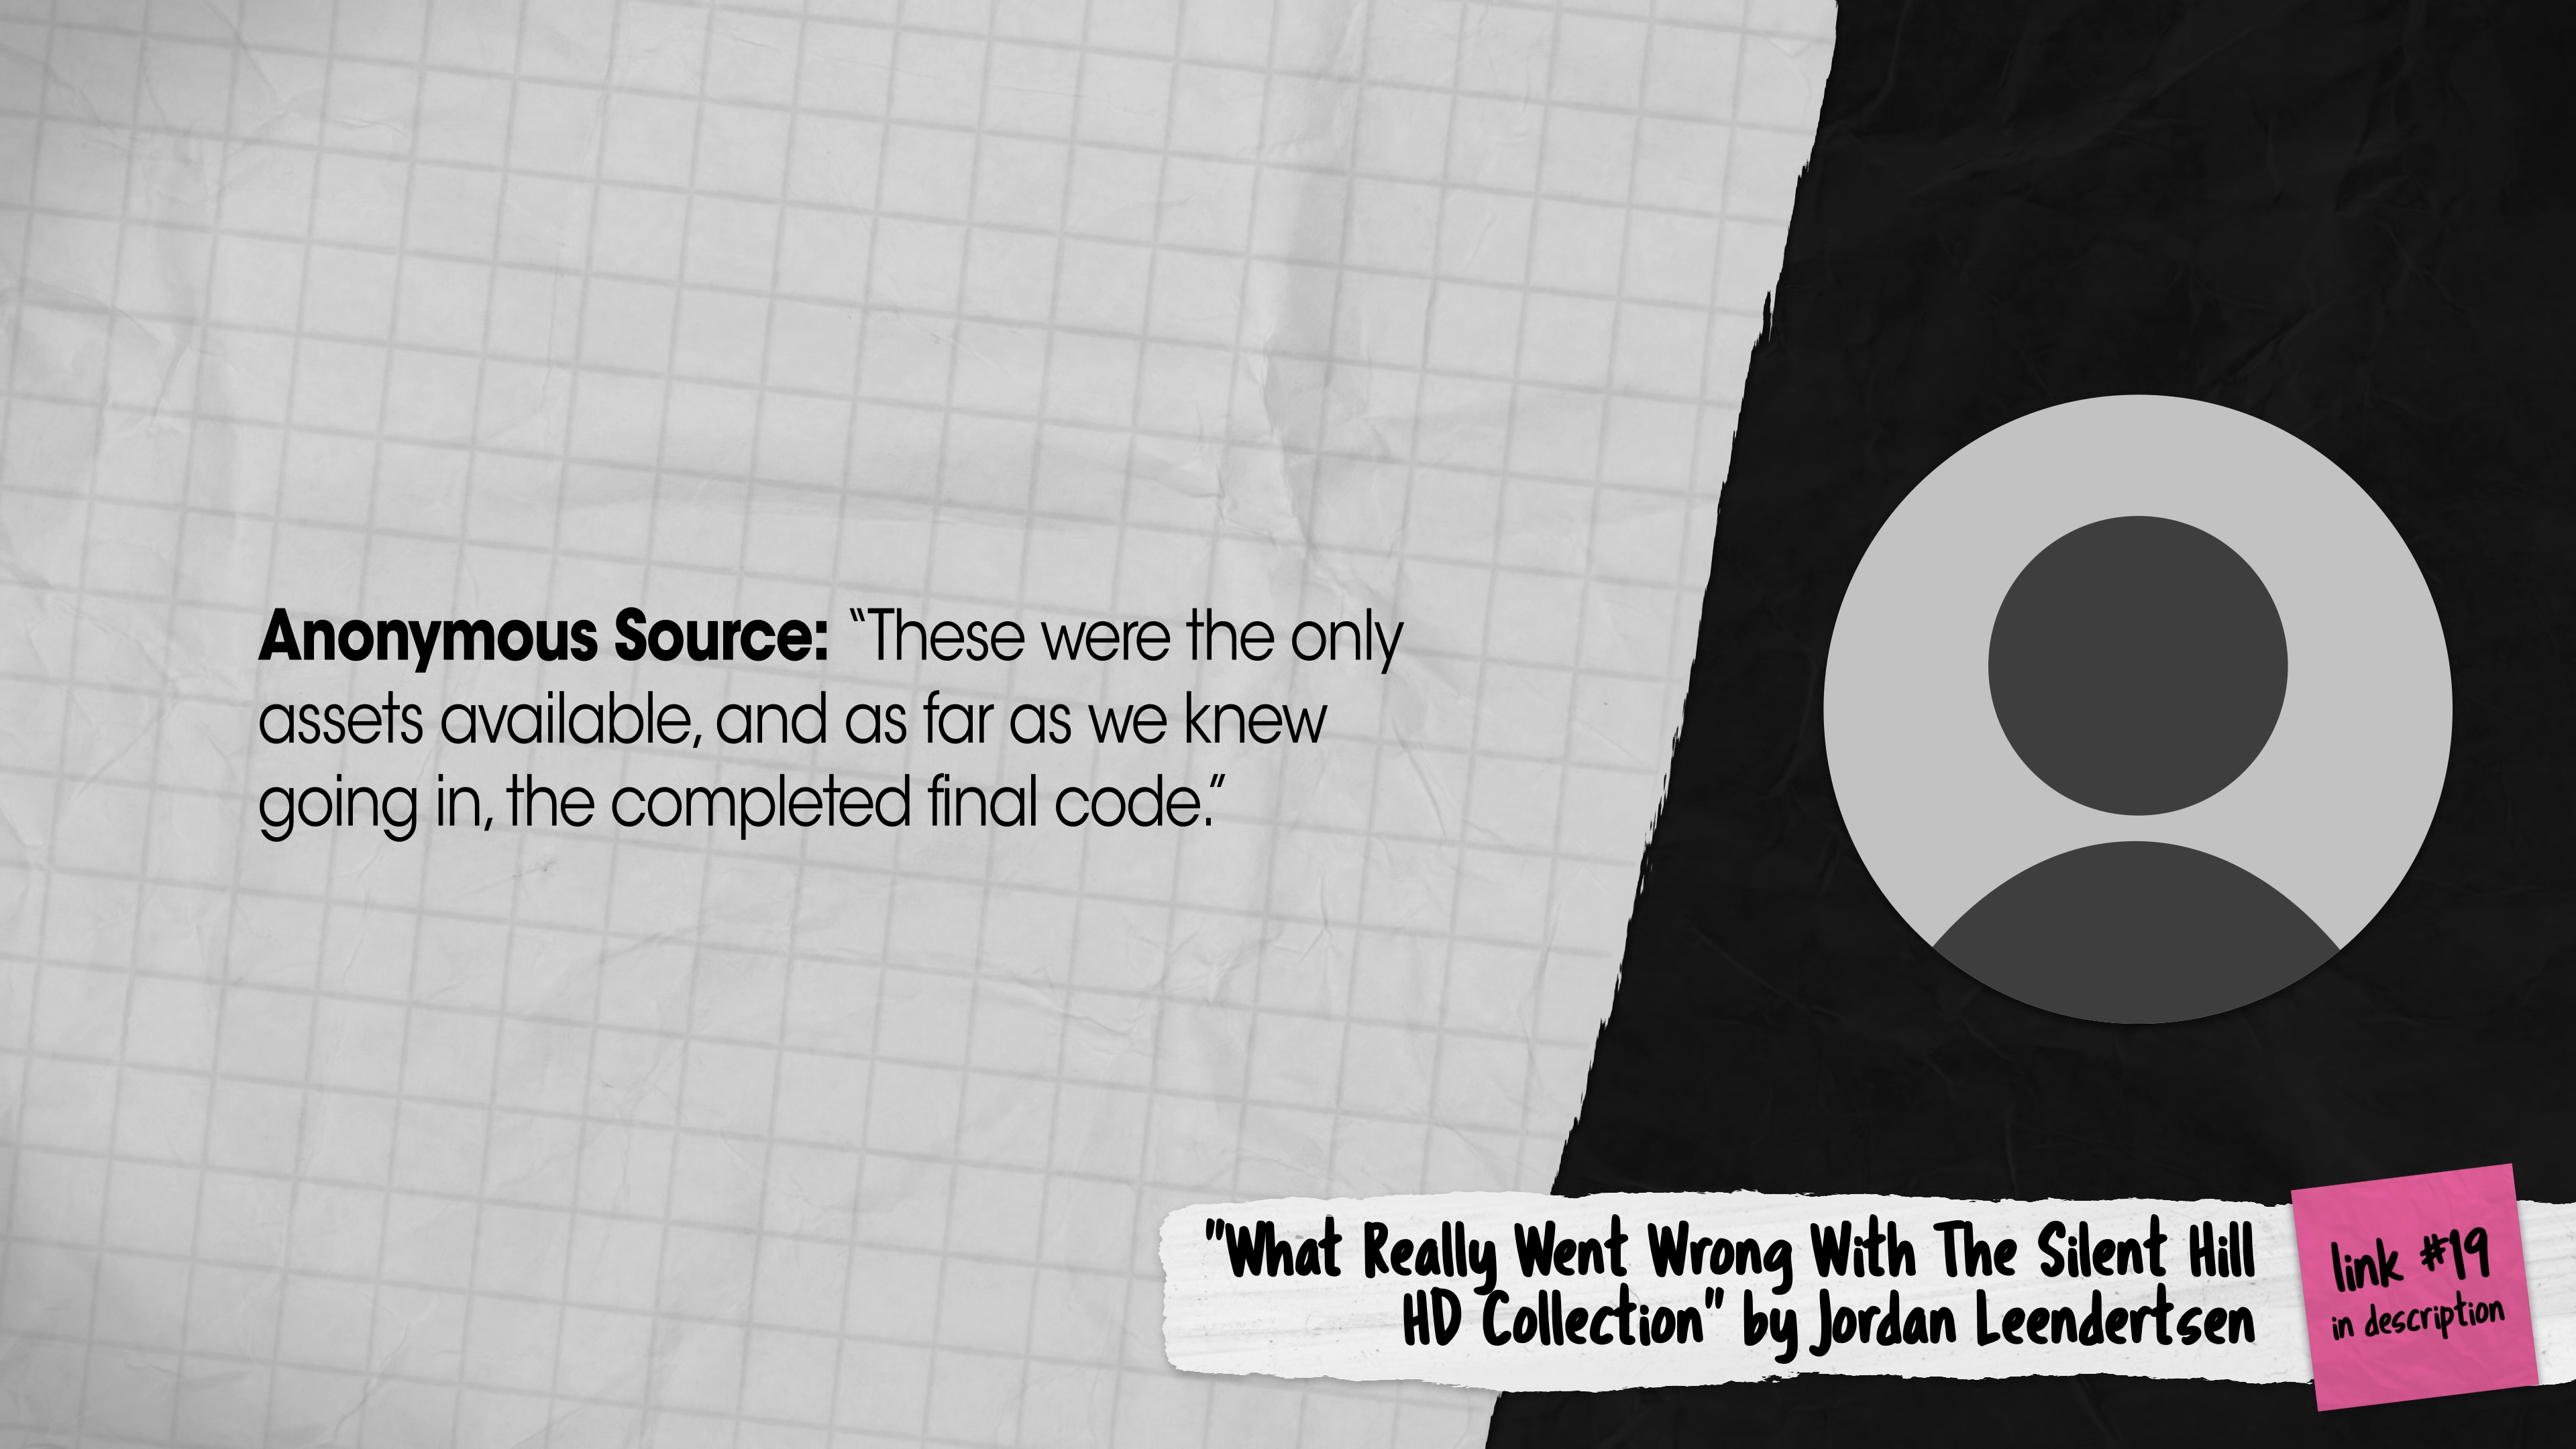 Anonymous Source: “These were the only
assets available, and as far as we knew
going in, the completed final code.”
"What Really Went Wrong With The Silent Hill
HD Collection" by Jordan Leendertsen
link #19
in description